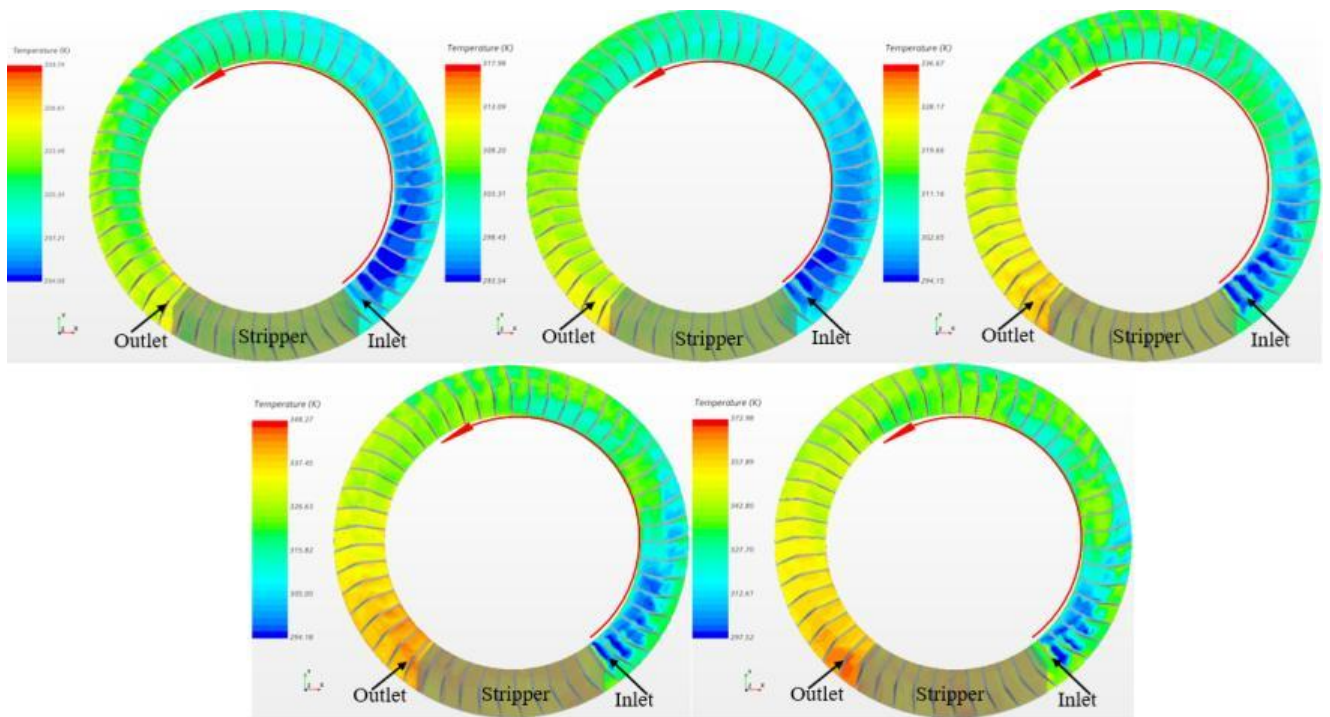 Temperature (K)
Outlet
Stripper
Inlet
Temperature (K)
317.98
313.09
308.20
303.31
298.43
293.54
Outlet
Stripper
Inlet
Temperature (K)
336.67
328.17
319.66
311.16
302.65
294.15
Outlet
Stripper
Inlet
Temperature (K)
348.27
337.45
326.63
315.82
305.00
294.18
Outlet
Stripper
Inlet
Temperature (K)
372.98
357.89
342.80
327.70
312.61
297.52
Outlet
Stripper
Inlet